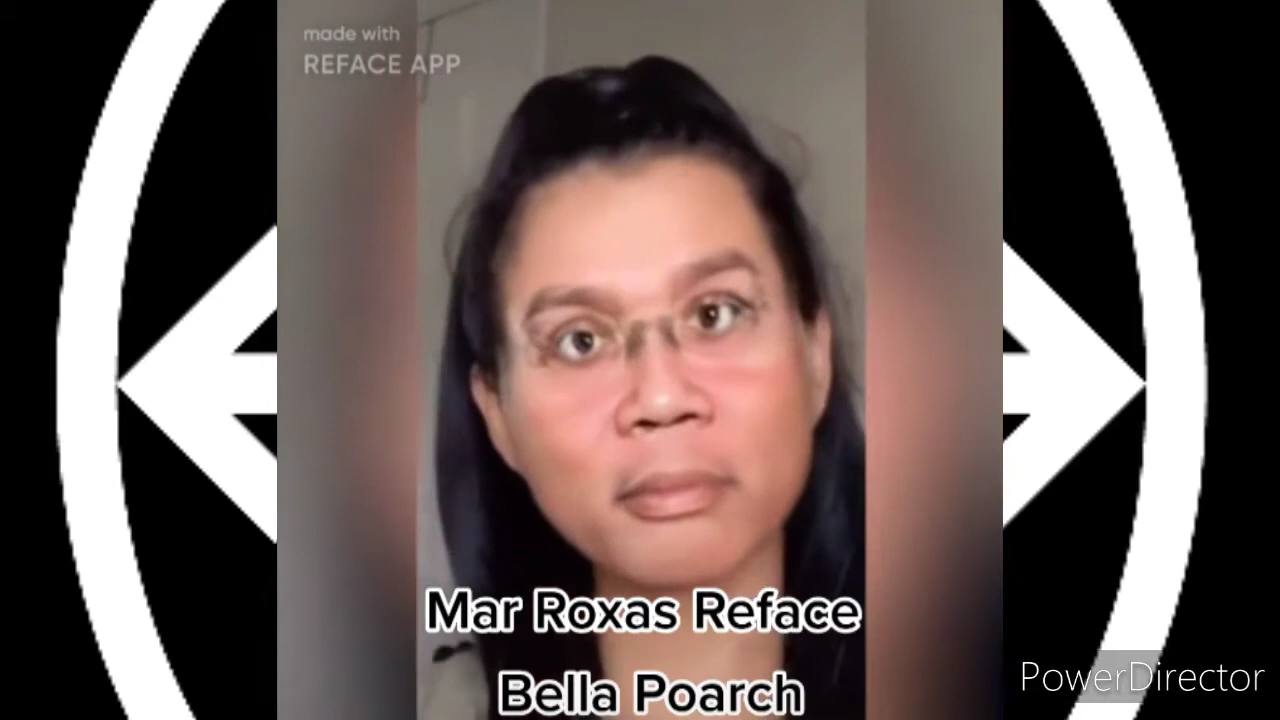 made with
REFACE APP
Mar Roxas Reface
Bella Poarch
PowerDirector